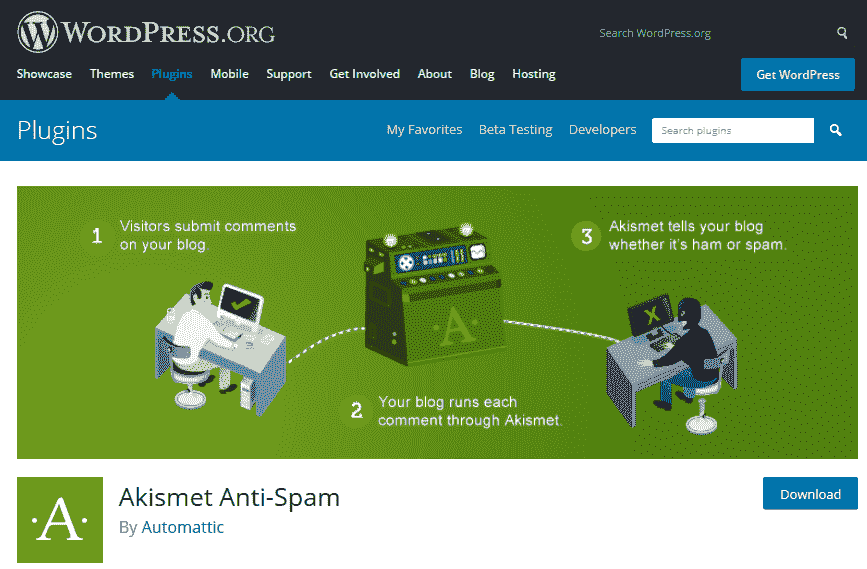 WORDPRESS.ORG
Search WordPress.org
Showcase Themes Plugins Mobile Support Get Involved About Blog Hosting
Get WordPress
Plugins
My Favorites Beta Testing Developers
Search plugins
1 Visitors submit comments
on your blog.
2 Your blog runs each
comment through Akismet.
3 Akismet tells your blog
whether it's ham or spam.
A
X
·A·
Akismet Anti-Spam
By Automattic
Download